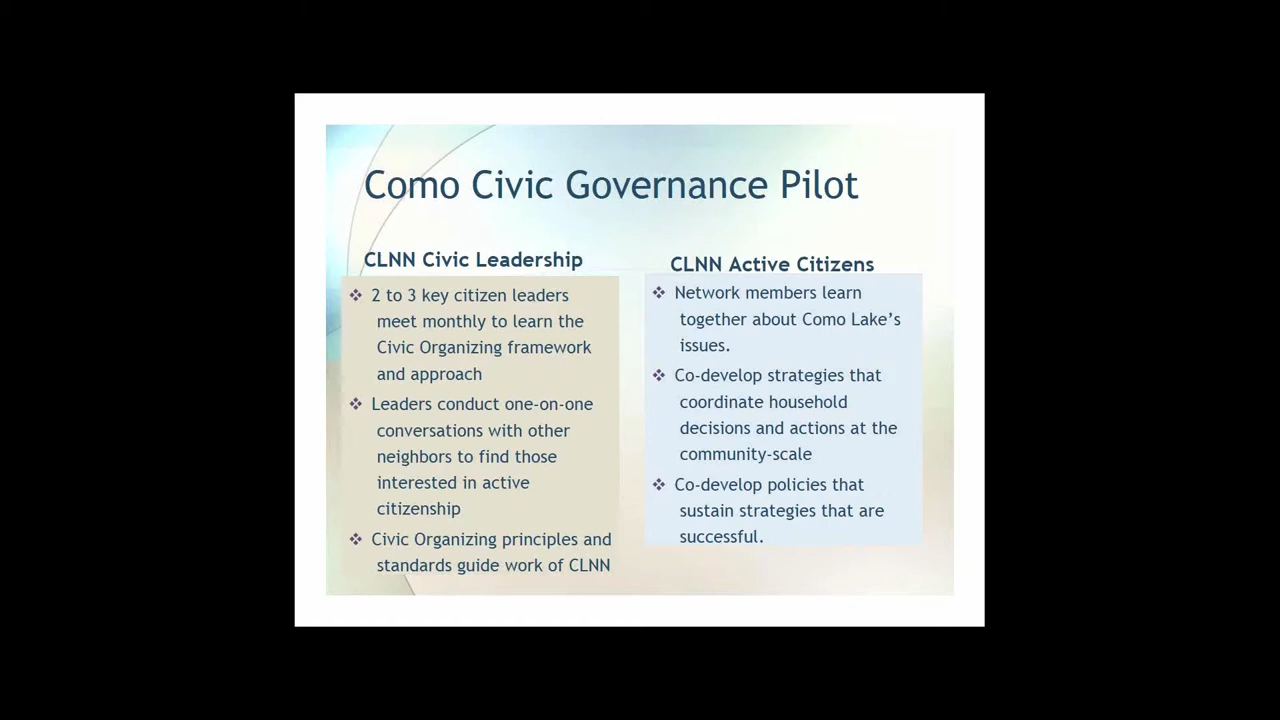 Como Civic Governance Pilot
CLNN Civic Leadership
❖ 2 to 3 key citizen leaders
meet monthly to learn the
Civic Organizing framework
and approach
❖ Leaders conduct one-on-one
conversations with other
neighbors to find those
interested in active
citizenship
❖ Civic Organizing principles and
standards guide work of CLNN
CLNN Active Citizens
❖ Network members learn
together about Como Lake’s
issues.
❖ Co-develop strategies that
coordinate household
decisions and actions at the
community-scale
❖ Co-develop policies that
sustain strategies that are
successful.